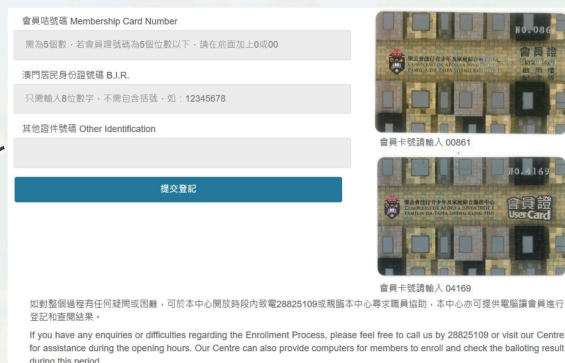 會員咭號碼 Membership Card Number
需為5個數，若會員證號碼為5個位數以下，請在前面加上0或00
澳門居民身份證號碼 B.I.R.
只需輸入8位數字，不需包含括號，如：12345678
其他證件號碼 Other Identification
提交登記
會員證
會員卡號請輸入 00861
會員證
User Card
會員卡號請輸入 04169
如對整個過程有任何疑問或困難，可於本中心開放時段內致電28825109或親臨本中心尋求職員協助，本中心亦可提供電腦讓會員進行
登記和查閱結果。
If you have any enquiries or difficulties regarding the Enrollment Process, please feel free to call us by 28825109 or visit our Centre
for assistance during the opening hours. Our Centre can also provide computers for members to enroll and check the balloting result
during this period.